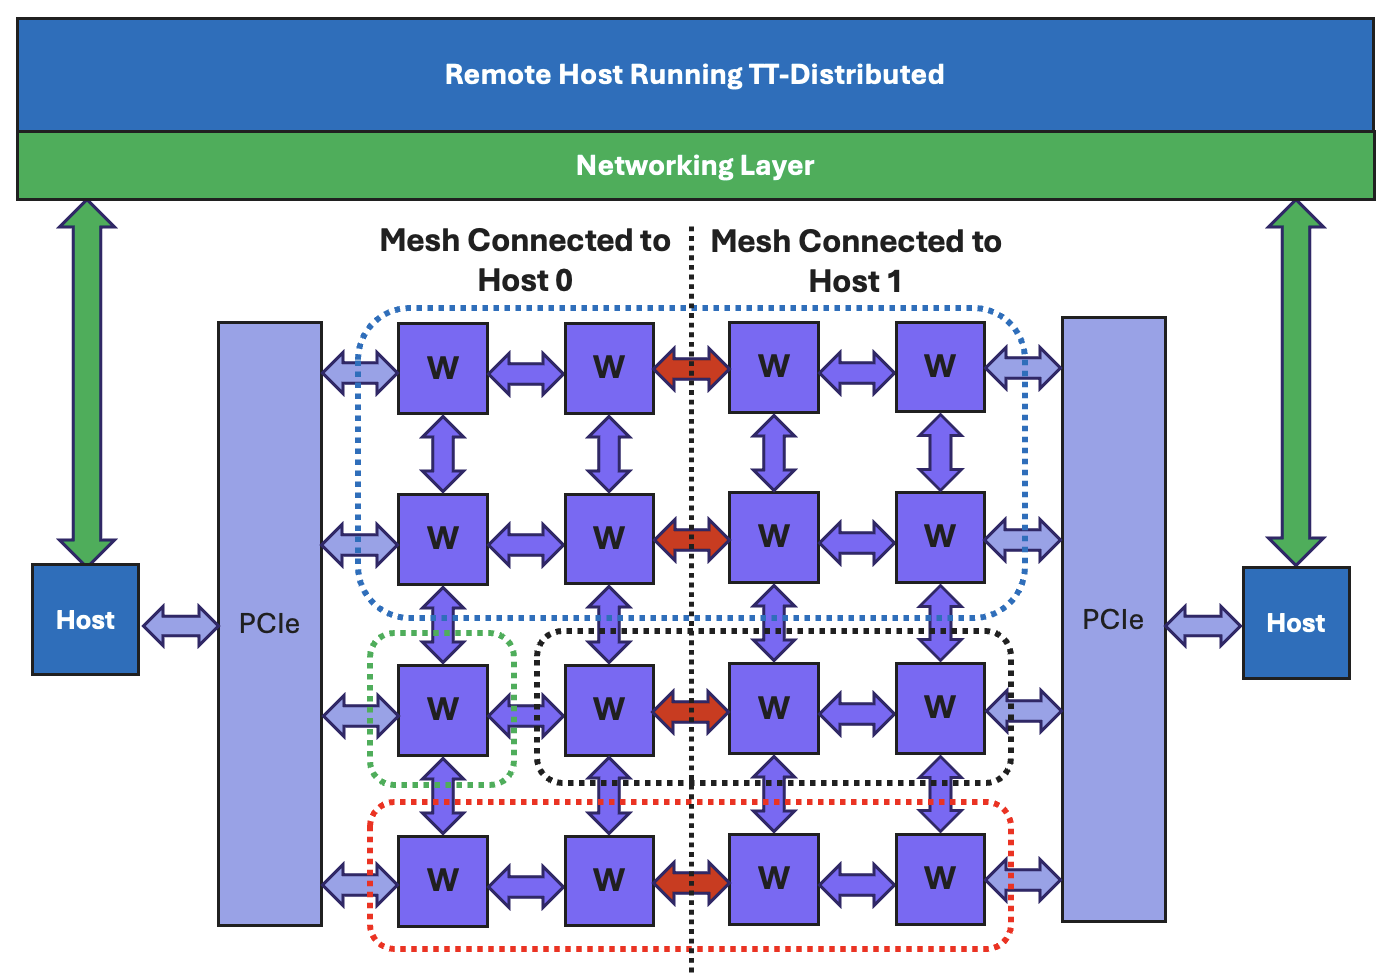 Remote Host Running TT-Distributed
Networking Layer
Mesh Connected to
Host 0
Mesh Connected to
Host 1
W W W W
W W W W
Host
PCIe
PCIe
Host
W W W W
W W W W